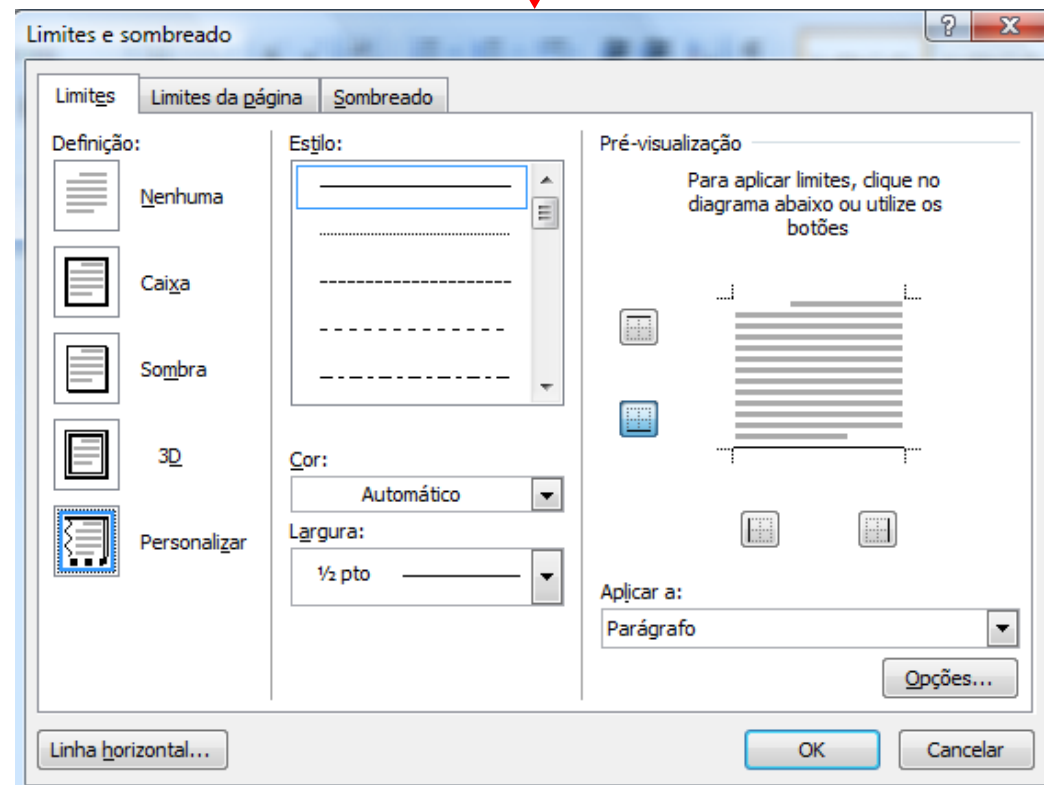 Limites e sombreado
Limites
Limites da página
Sombreado
Definição:
Nenhuma
Caixa
Sombra
3D
Personalizar
Estilo:
Cor:
Automático
Largura:
½ pto
Pré-visualização
Para aplicar limites, clique no
diagrama abaixo ou utilize os
botões
Aplicar a:
Parágrafo
Opções...
Linha horizontal...
OK
Cancelar